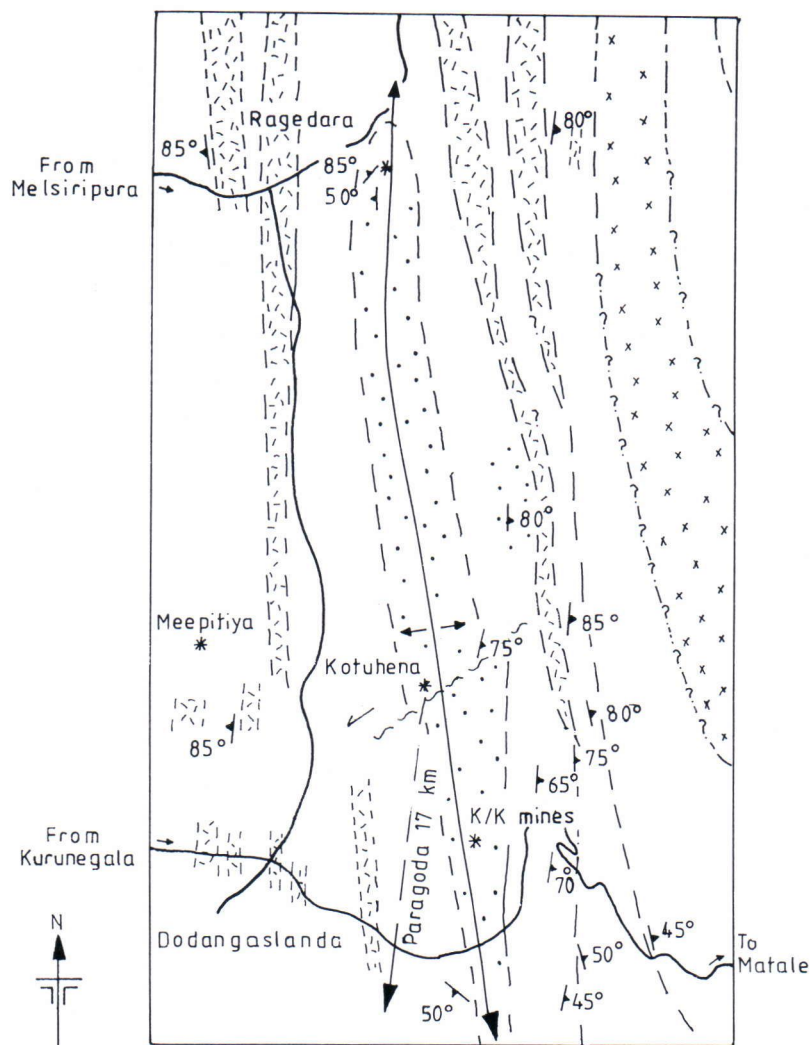 Ragedara
80°
85°
From
Melsiripura
85°
50°
80°
Meepitiya
85°
75°
Kotuhena
80°
85°
75°
65°
Paragoda 17 km
K/K mines
From
Kurunegala
70°
N
Dodangaslanda
45°
To
Matale
50°
50°
45°
? ? ? ? ? ? ? ? ? ? ? ? ? ?